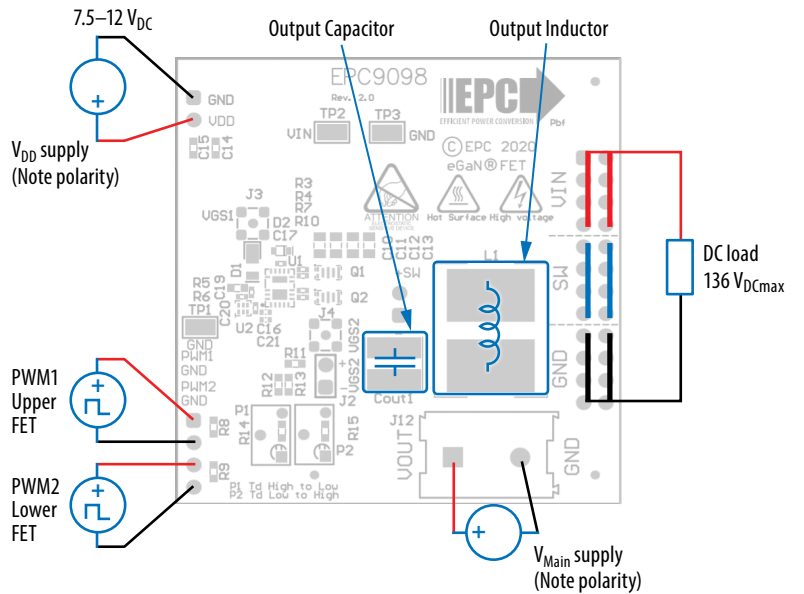 7.5–12 VDC
Output Capacitor
Output Inductor
EPC9098
Rev. 2.0
EPC
EFFICIENT POWER CONVERSION
Pbf
GND
VDD
TP2
TP3
VIN
GND
© EPC 2020
eGaN® FET
C15
C14
VDD supply
(Note polarity)
ATTENTION
Hot Surface
High voltage
J3
VGS1
R3
R4
R7
R10
D2
C17
C10
C11
C12
C13
L1
VIN
D1
U1
Q1
Q2
+SW
SW
DC load
136 VDCmax
R5
R6
C19
C20
TP1
GND
U2
C16
C21
J4
VGS2
VGS2
+
-
R11
R12
R13
J2
Cout1
GND
PWM1
GND
PWM2
GND
PWM1
Upper
FET
R8
P1
R14
R15
P2
J12
VOUT
GND
PWM2
Lower
FET
R9
P1 Td High to Low
P2 Td Low to High
VMain supply
(Note polarity)